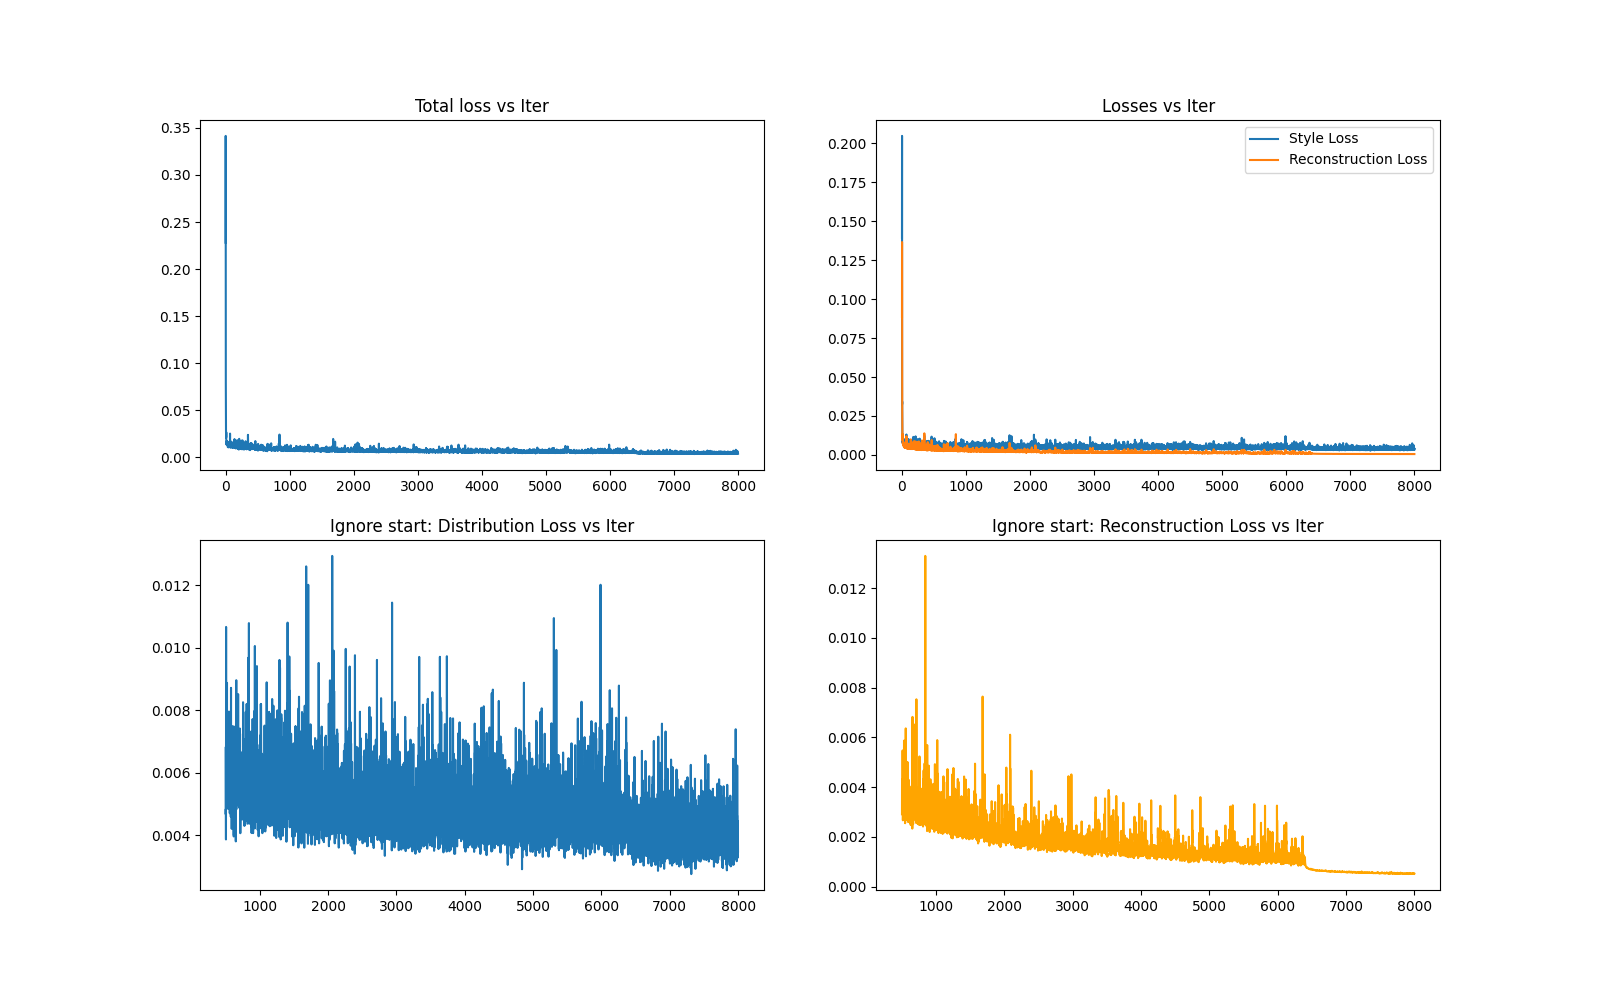 Total loss vs Iter
0.35
0.30
0.25
0.20
0.15
0.10
0.05
0.00
0 1000 2000 3000 4000 5000 6000 7000 8000
Losses vs Iter
Style Loss
Reconstruction Loss
0.200
0.175
0.150
0.125
0.100
0.075
0.050
0.025
0.000
0 1000 2000 3000 4000 5000 6000 7000 8000
Ignore start: Distribution Loss vs Iter
0.012
0.010
0.008
0.006
0.004
1000 2000 3000 4000 5000 6000 7000 8000
Ignore start: Reconstruction Loss vs Iter
0.012
0.010
0.008
0.006
0.004
0.002
0.000
1000 2000 3000 4000 5000 6000 7000 8000